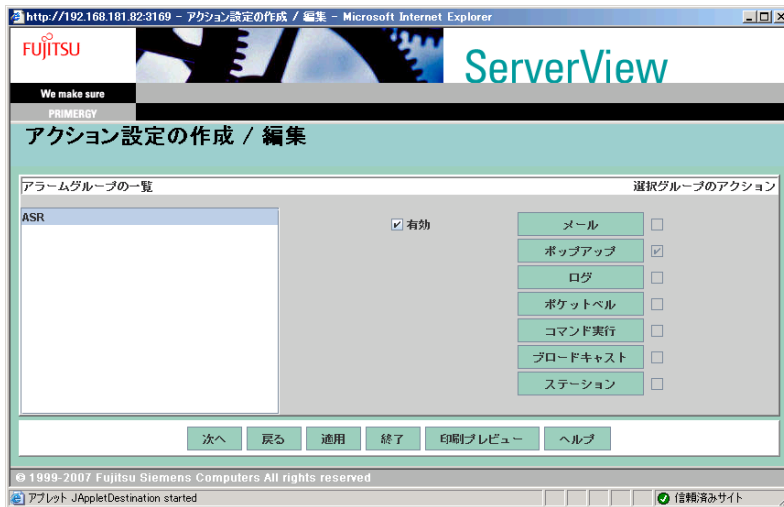 http://192.168.181.82:3169 - アクション設定の作成 / 編集 - Microsoft Internet Explorer
FUJITSU
ServerView
We make sure
PRIMERGY
アクション設定の作成 / 編集
アラームグループの一覧
選択グループのアクション
ASR
有効
メール
ポップアップ
ログ
ポケットベル
コマンド実行
ブロードキャスト
ステーション
次へ
戻る
適用
終了
印刷プレビュー
ヘルプ
© 1999-2007 Fujitsu Siemens Computers All rights reserved
アプレット JAppletDestination started
信頼済みサイト